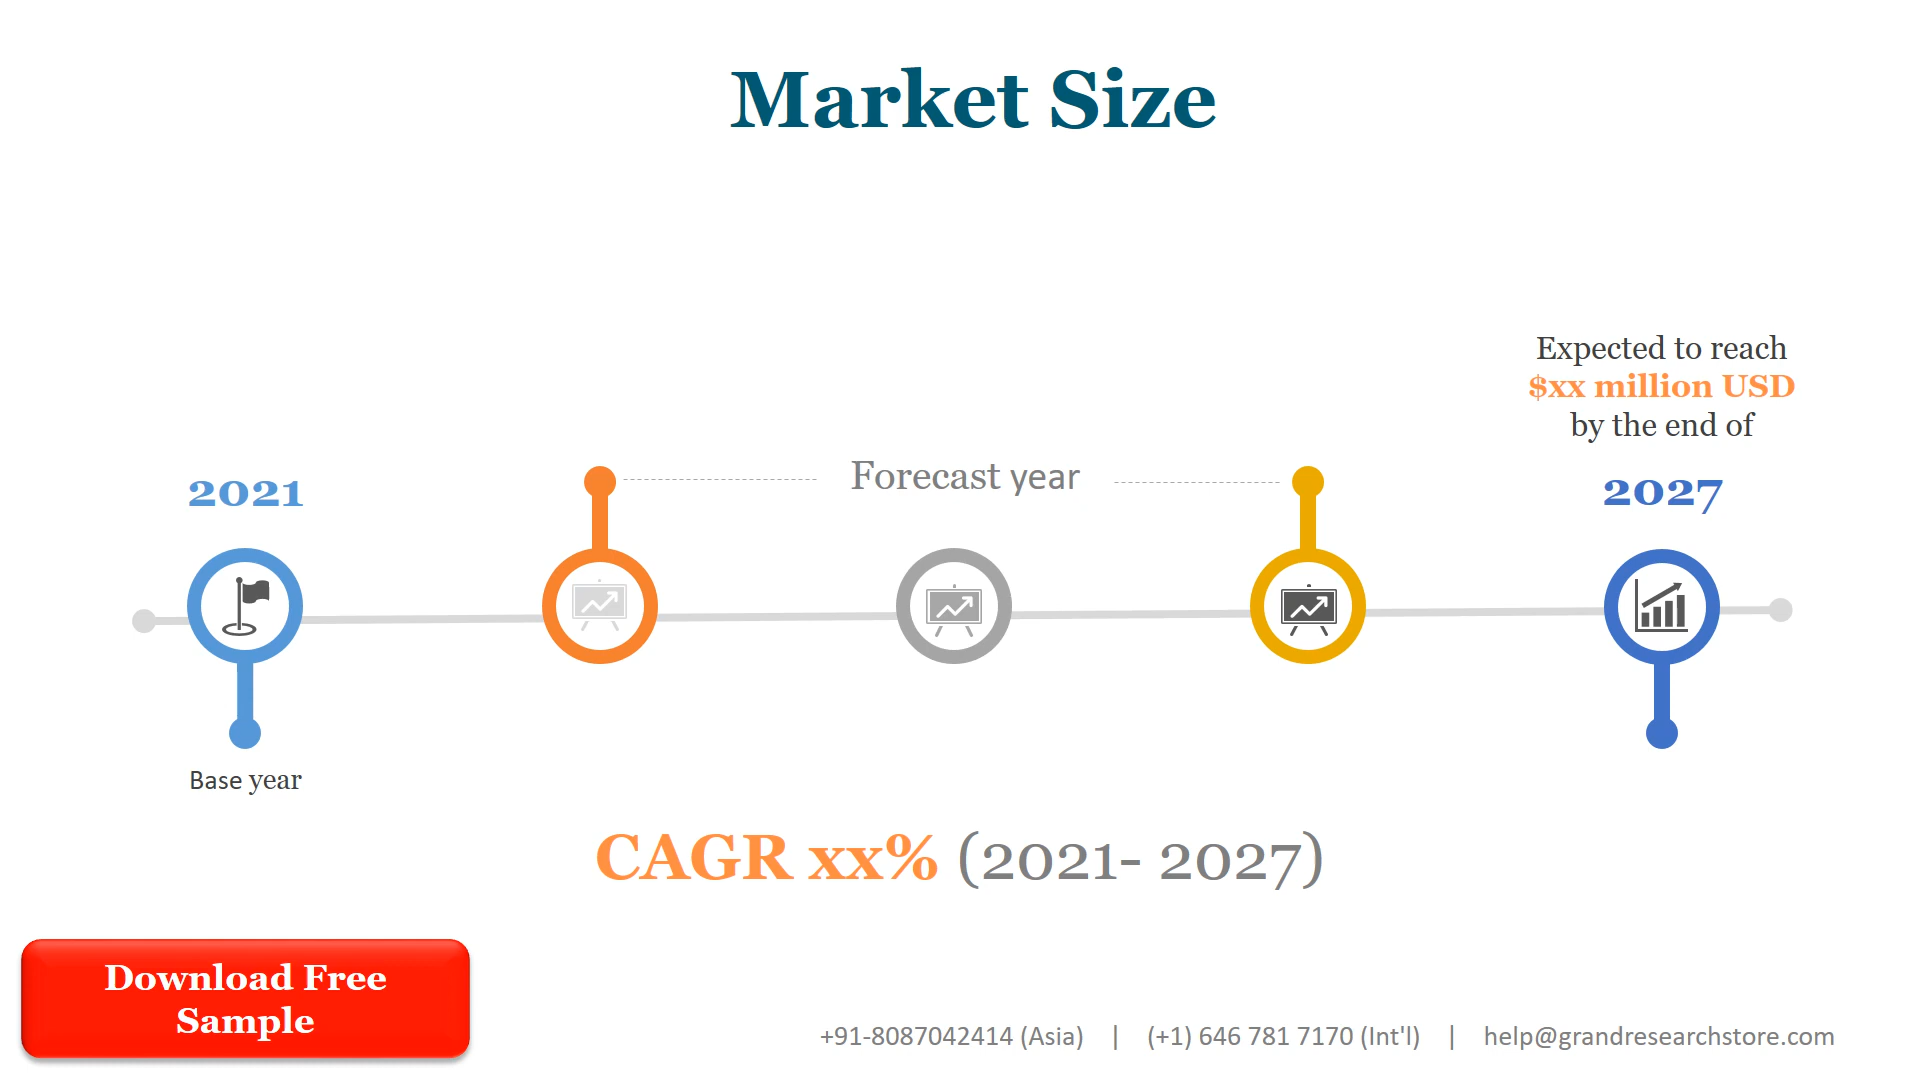 Market Size
Expected to reach
$xx million USD
by the end of
2021
Forecast year
2027
Base year
CAGR xx% (2021- 2027)
Download Free
Sample
+91-8087042414 (Asia) | (+1) 646 781 7170 (Int'l) | help@grandresearchstore.com